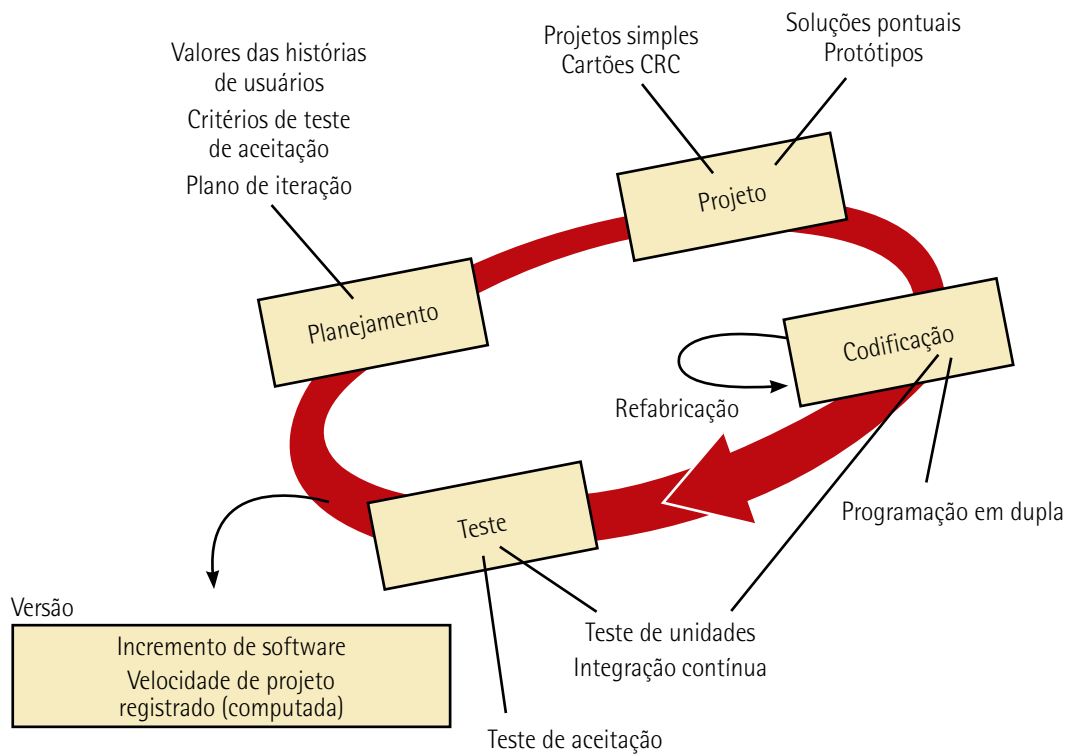 Valores das histórias
de usuários
Critérios de teste
de aceitação
Plano de iteração
Projetos simples
Cartões CRC
Soluções pontuais
Protótipos
Projeto
Planejamento
Codificação
Refabricação
Programação em dupla
Teste
Teste de unidades
Integração contínua
Teste de aceitação
Versão
Incremento de software
Velocidade de projeto
registrado (computada)